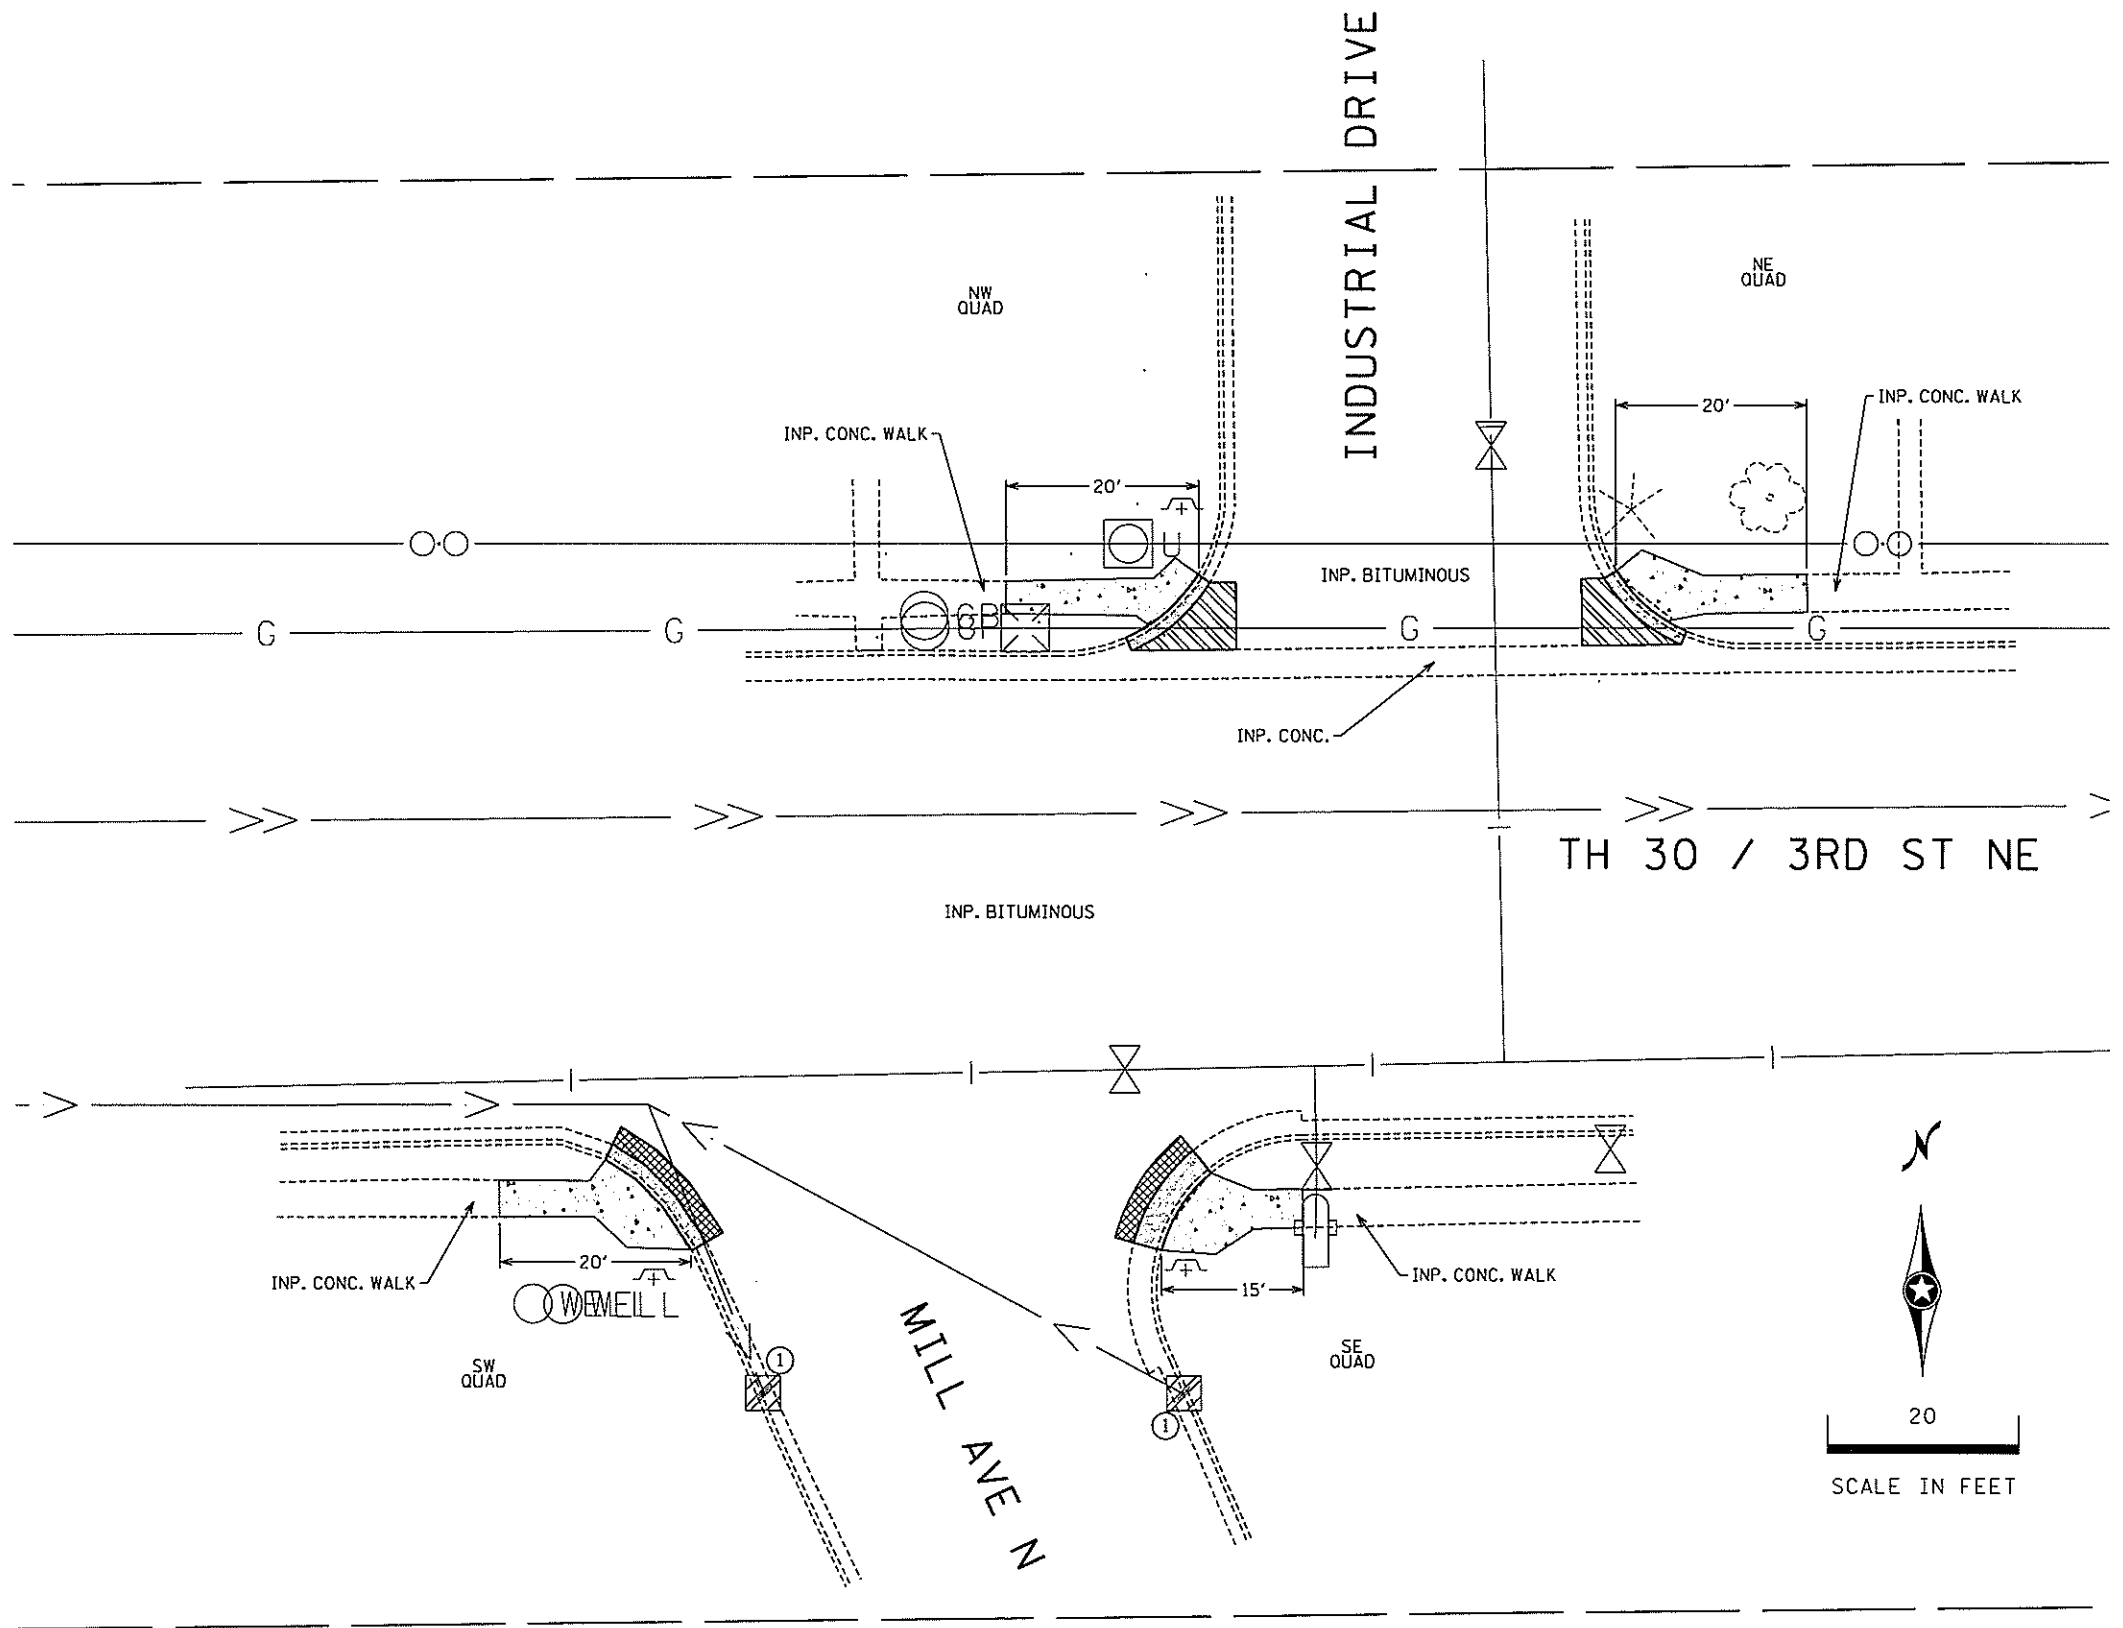 INDUSTRIAL DRIVE
NW
QUAD
NE
QUAD
INP. CONC. WALK
20'
20'
INP. CONC. WALK
U
INP. BITUMINOUS
G
G
G
G
INP. CONC.
TH 30 / 3RD ST NE
INP. BITUMINOUS
N
INP. CONC. WALK
20'
15'
INP. CONC. WALK
SW
QUAD
1
MILL AVE N
1
SE
QUAD
20
SCALE IN FEET